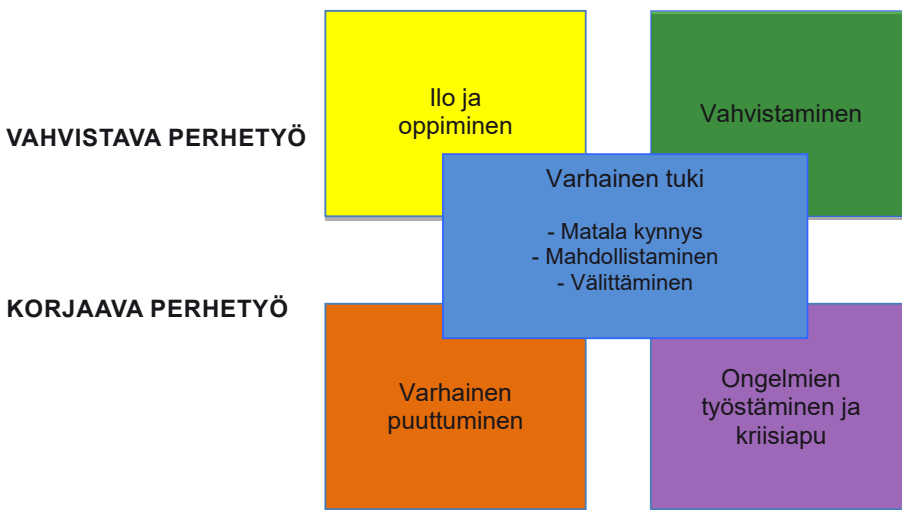 Ilo ja
oppiminen
Vahvistaminen
VAHVISTAVA PERHETYÖ
Varhainen tuki
- Matala kynnys
- Mahdollistaminen
- Välittäminen
KORJAAVA PERHETYÖ
Varhainen
puuttuminen
Ongelmien
työstäminen ja
kriisiapu